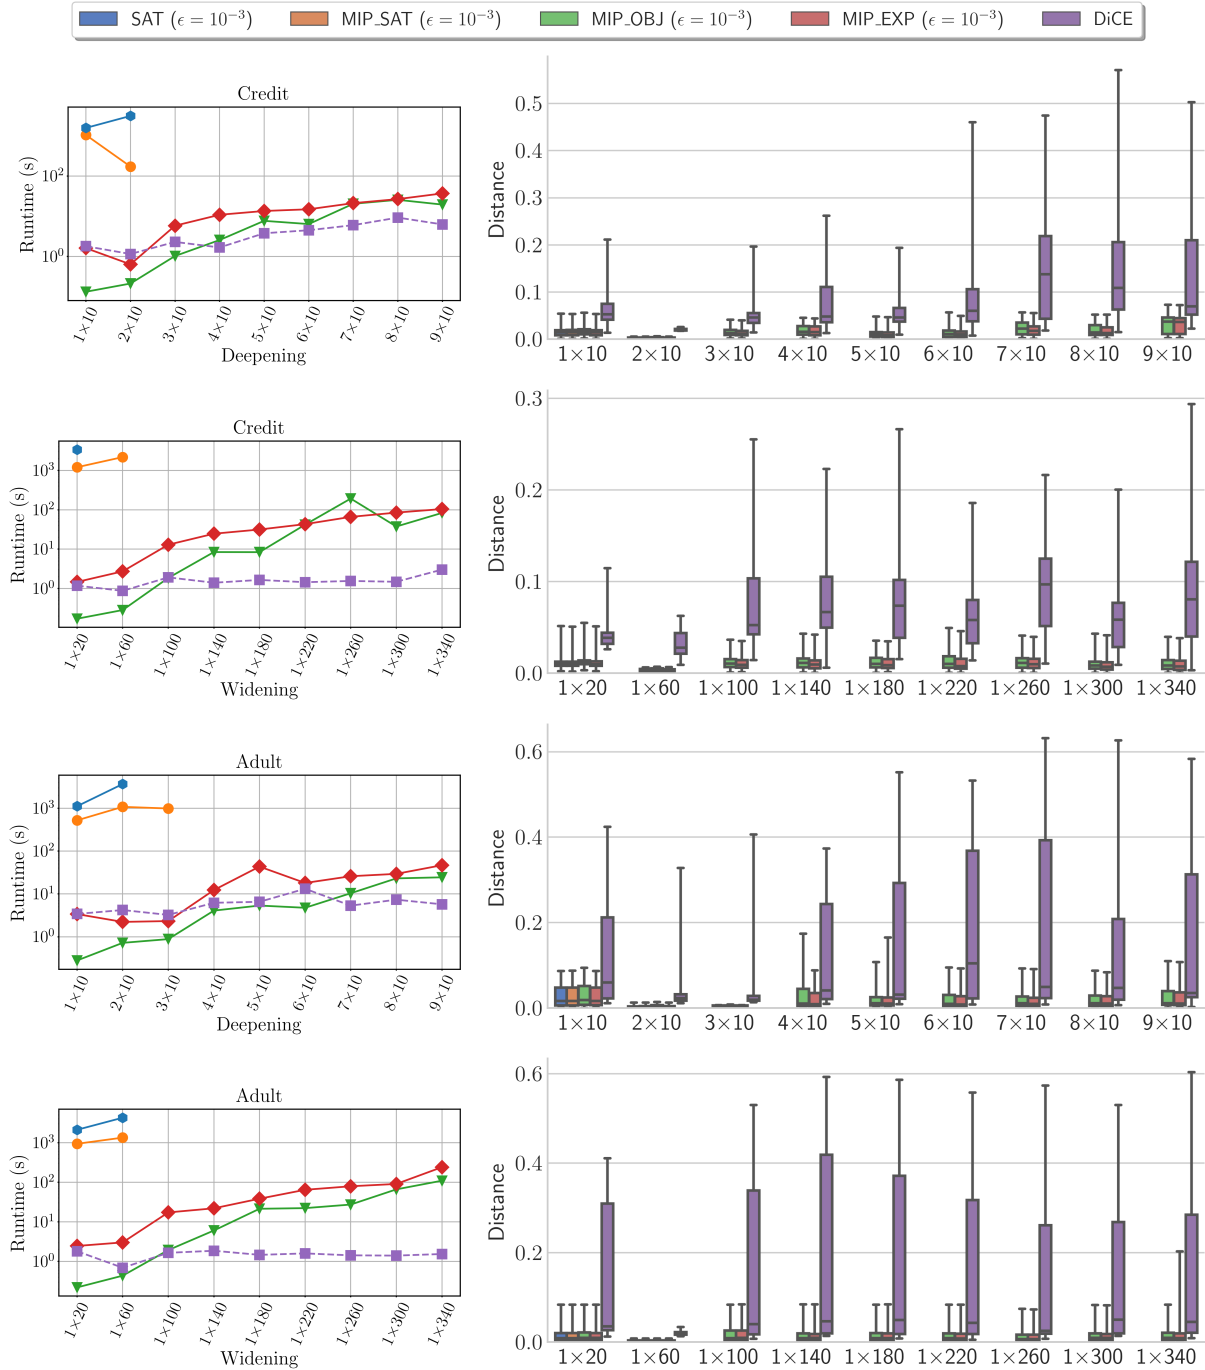 SAT (ϵ = 10⁻³) MIP_SAT (ϵ = 10⁻³) MIP_OBJ (ϵ = 10⁻³) MIP_EXP (ϵ = 10⁻³) DiCE
Credit
Runtime (s)
10²
10⁰
1×10 2×10 3×10 4×10 5×10 6×10 7×10 8×10 9×10
Deepening
Distance
0.5
0.4
0.3
0.2
0.1
0.0
1×10 2×10 3×10 4×10 5×10 6×10 7×10 8×10 9×10
Credit
Runtime (s)
10³
10²
10¹
10⁰
1×20 1×60 1×100 1×140 1×180 1×220 1×260 1×300 1×340
Widening
Distance
0.3
0.2
0.1
0.0
1×20 1×60 1×100 1×140 1×180 1×220 1×260 1×300 1×340
Adult
Runtime (s)
10³
10²
10¹
10⁰
1×10 2×10 3×10 4×10 5×10 6×10 7×10 8×10 9×10
Deepening
Distance
0.6
0.4
0.2
0.0
1×10 2×10 3×10 4×10 5×10 6×10 7×10 8×10 9×10
Adult
Runtime (s)
10³
10²
10¹
10⁰
1×20 1×60 1×100 1×140 1×180 1×220 1×260 1×300 1×340
Widening
Distance
0.6
0.4
0.2
0.0
1×20 1×60 1×100 1×140 1×180 1×220 1×260 1×300 1×340